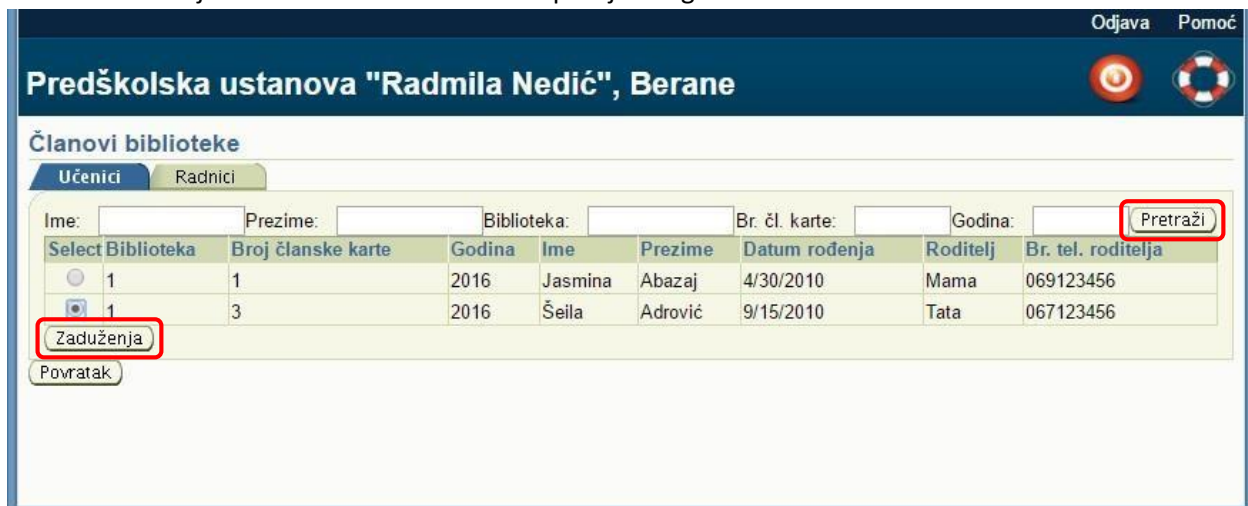 Odjava Pomoć
Predškolska ustanova "Radmila Nedić", Berane
Članovi biblioteke
Učenici Radnici
Ime: Prezime: Biblioteka: Br. čl. karte: Godina: Pretraži
Select Biblioteka Broj članske karte Godina Ime Prezime Datum rođenja Roditelj Br. tel. roditelja
1 1 2016 Jasmina Abazaj 4/30/2010 Mama 069123456
1 3 2016 Šeila Adrović 9/15/2010 Tata 067123456
Zaduženja
Povratak